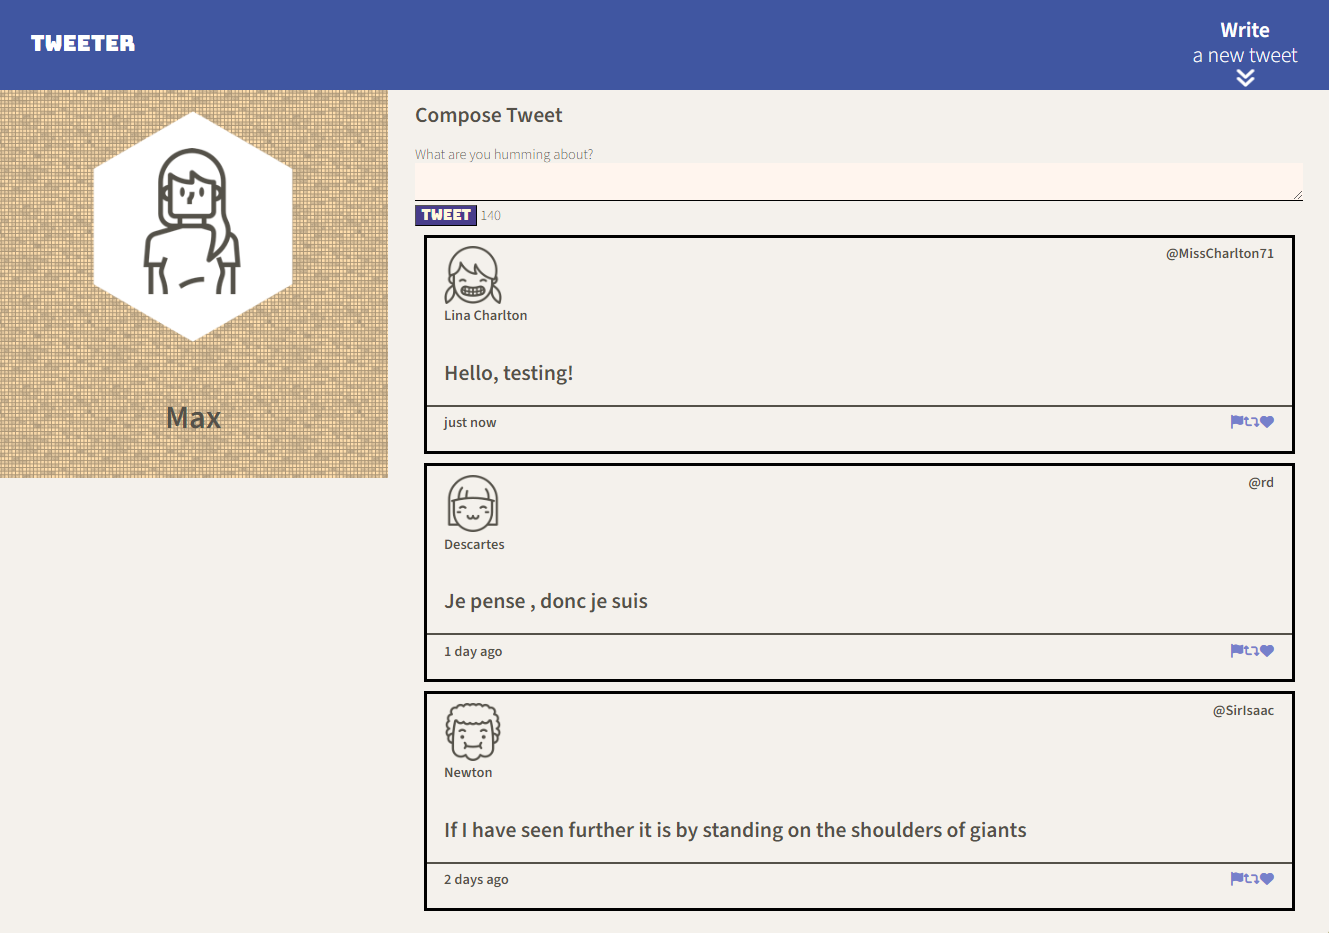 TWEETER
Write
a new tweet
Max
Compose Tweet
What are you humming about?
TWEET 140
@MissCharlton71
Lina Charlton
Hello, testing!
just now
@rd
Descartes
Je pense , donc je suis
1 day ago
@SirIsaac
Newton
If I have seen further it is by standing on the shoulders of giants
2 days ago